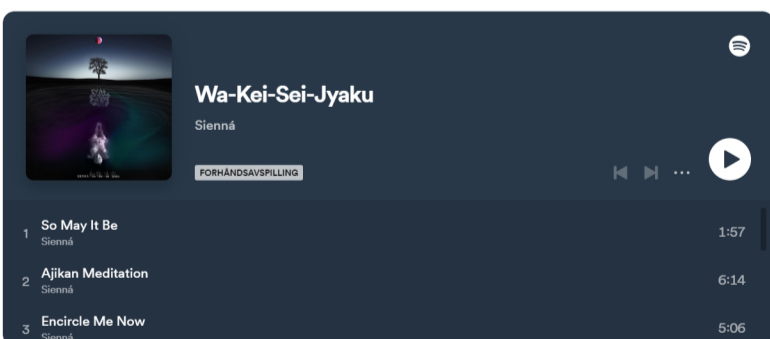 Wa-Kei-Sei-Jyaku
Sienná
FORHÅNDSAVSPILLING
1 So May It Be 1:57
Sienná
2 Ajikan Meditation 6:14
Sienná
3 Encircle Me Now 5:06
Sienná